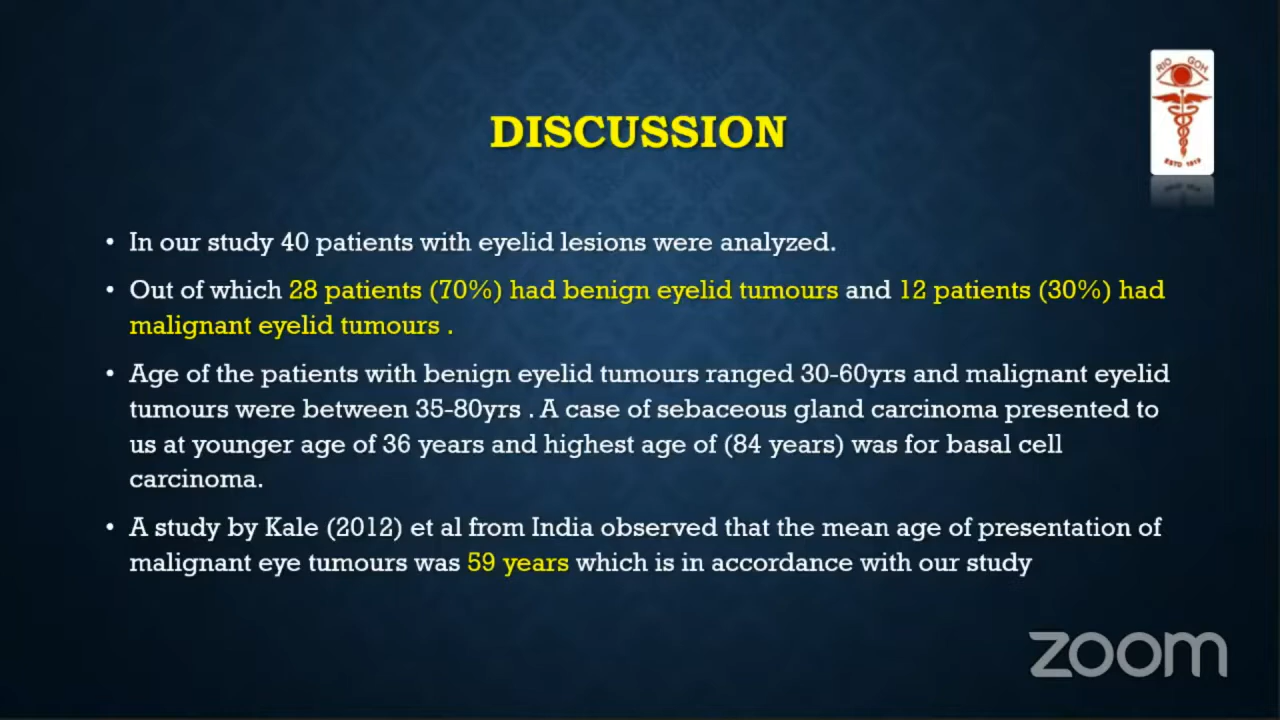 RIO GOH
ESTD 1819
DISCUSSION
• In our study 40 patients with eyelid lesions were analyzed.
• Out of which 28 patients (70%) had benign eyelid tumours and 12 patients (30%) had
malignant eyelid tumours .
• Age of the patients with benign eyelid tumours ranged 30-60yrs and malignant eyelid
tumours were between 35-80yrs . A case of sebaceous gland carcinoma presented to
us at younger age of 36 years and highest age of (84 years) was for basal cell
carcinoma.
• A study by Kale (2012) et al from India observed that the mean age of presentation of
malignant eye tumours was 59 years which is in accordance with our study
zoom